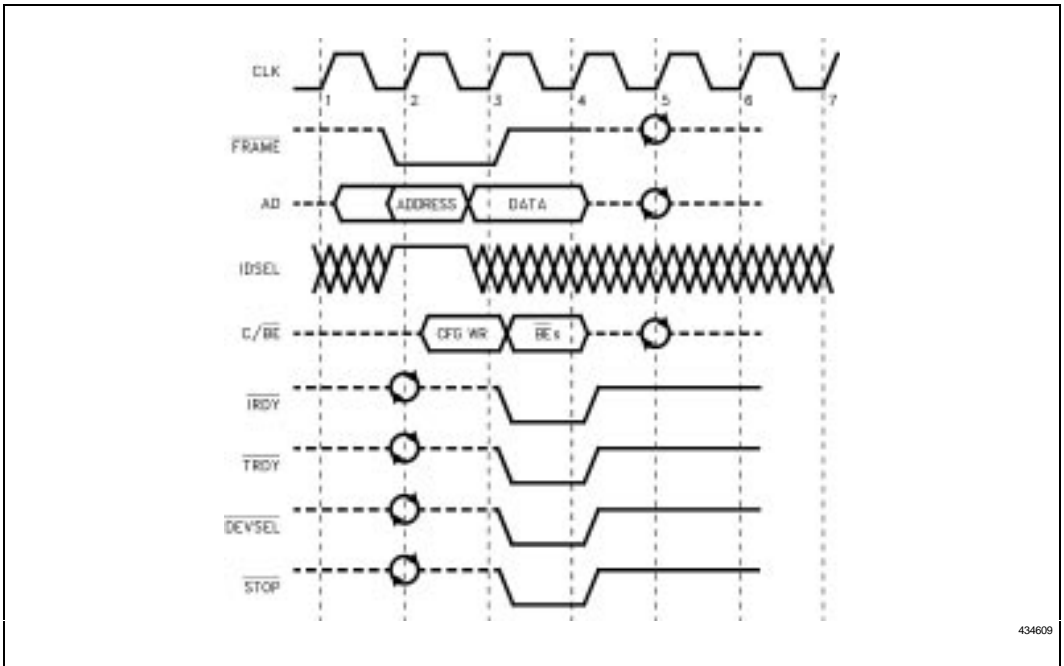 CLK
1 2 3 4 5 6 7
FRAME
AD ADDRESS DATA
IDSEL
C/BE CFG WR BEs
IRDY
TRDY
DEVSEL
STOP
434609